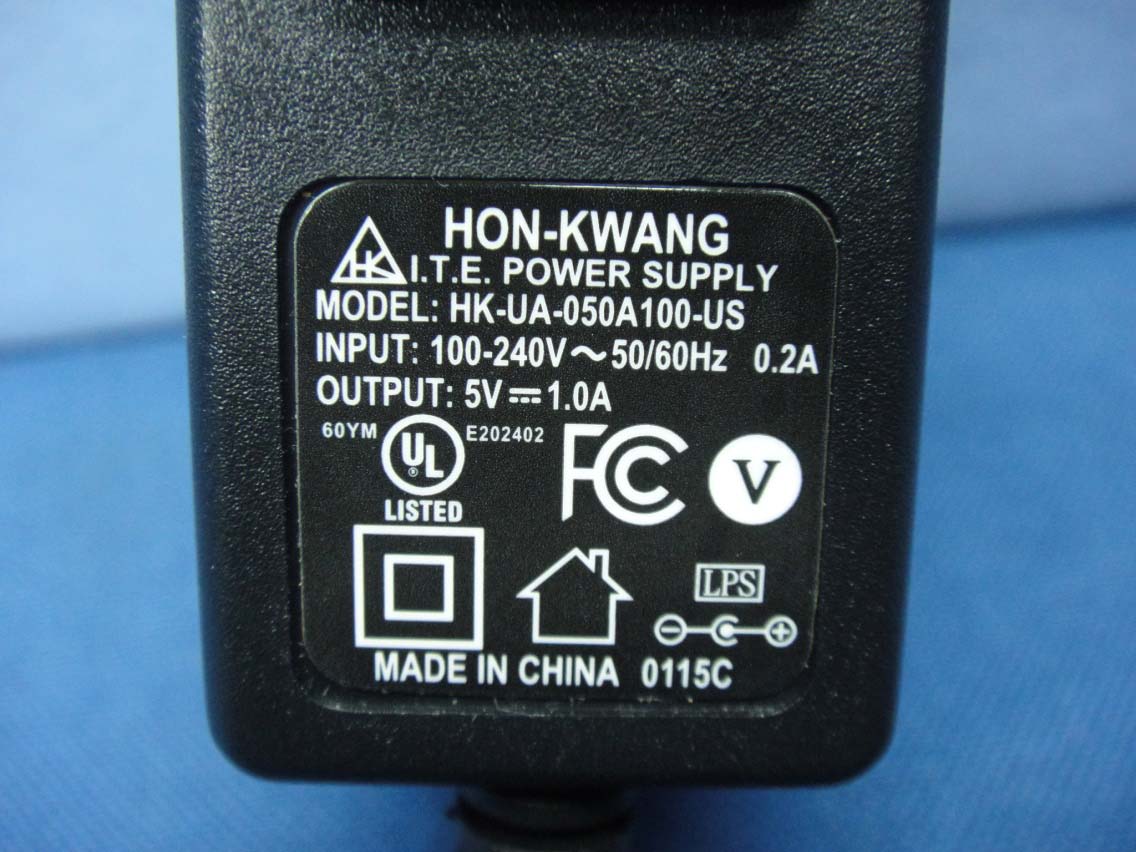 HON-KWANG
HK I.T.E. POWER SUPPLY
MODEL: HK-UA-050A100-US
INPUT: 100-240V~50/60Hz 0.2A
OUTPUT: 5V⎓1.0A
60YM UL® E202402
LISTED
FC V
LPS
MADE IN CHINA 0115C